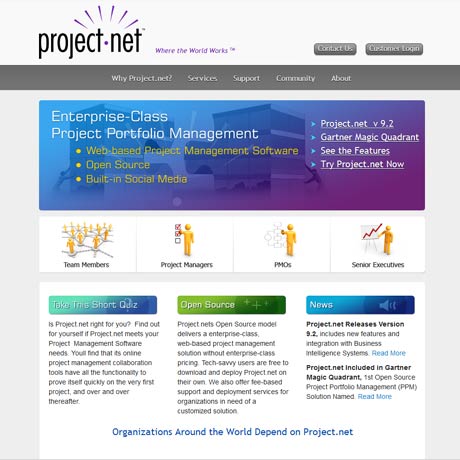 project·net™
Where the World Works ™
Contact Us
Customer Login
Why Project.net?
Services
Support
Community
About
Enterprise-Class
Project Portfolio Management
• Web-based Project Management Software
• Open Source
• Built-in Social Media
Project.net v 9.2
Gartner Magic Quadrant
See the Features
Try Project.net Now
Team Members
Project Managers
PMOs
Senior Executives
Take This Short Quiz
Is Project.net right for you? Find out
for yourself if Project.net meets your
Project Management Software
needs. Youll find that its online
project management collaboration
tools have all the functionality to
prove itself quickly on the very first
project, and over and over
thereafter.
Open Source
Project.nets Open Source model
delivers a enterprise-class,
web-based project management
solution without enterprise-class
pricing. Tech-savvy users are free to
download and deploy Project.net on
their own. We also offer fee-based
support and deployment services for
organizations in need of a
customized solution.
News
Project.net Releases Version
9.2, includes new features and
integration with Business
Intelligence Systems. Read More
Project.net Included in Gartner
Magic Quadrant, 1st Open Source
Project Portfolio Management (PPM)
Solution Named. Read More
Organizations Around the World Depend on Project.net